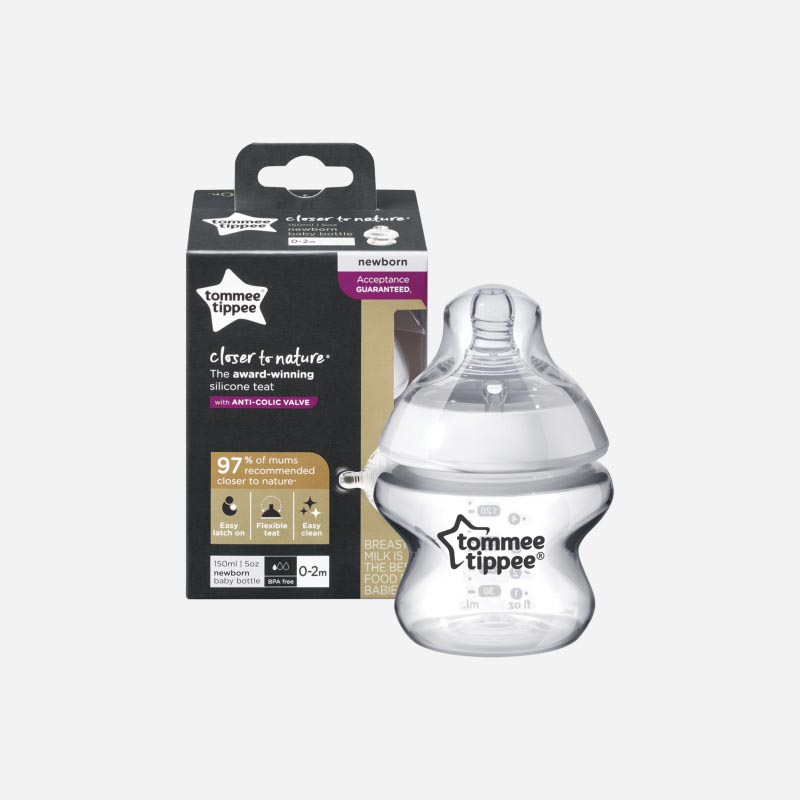 tommee
tippee
closer to nature®
150ml | 5oz
newborn
baby bottle
0-2m
newborn
Acceptance
GUARANTEED,
tommee
tippee
closer to nature®
The award-winning
silicone teat
with ANTI-COLIC VALVE
97% of mums
recommended
closer to nature
Easy
latch on
Flexible
teat
Easy
clean
150ml | 5oz
newborn
baby bottle
BPA free
0-2m
BREAST
MILK IS
THE BE
FOOD
BABIE
tommee
tippee®
120
4
30
1
ml
fl oz